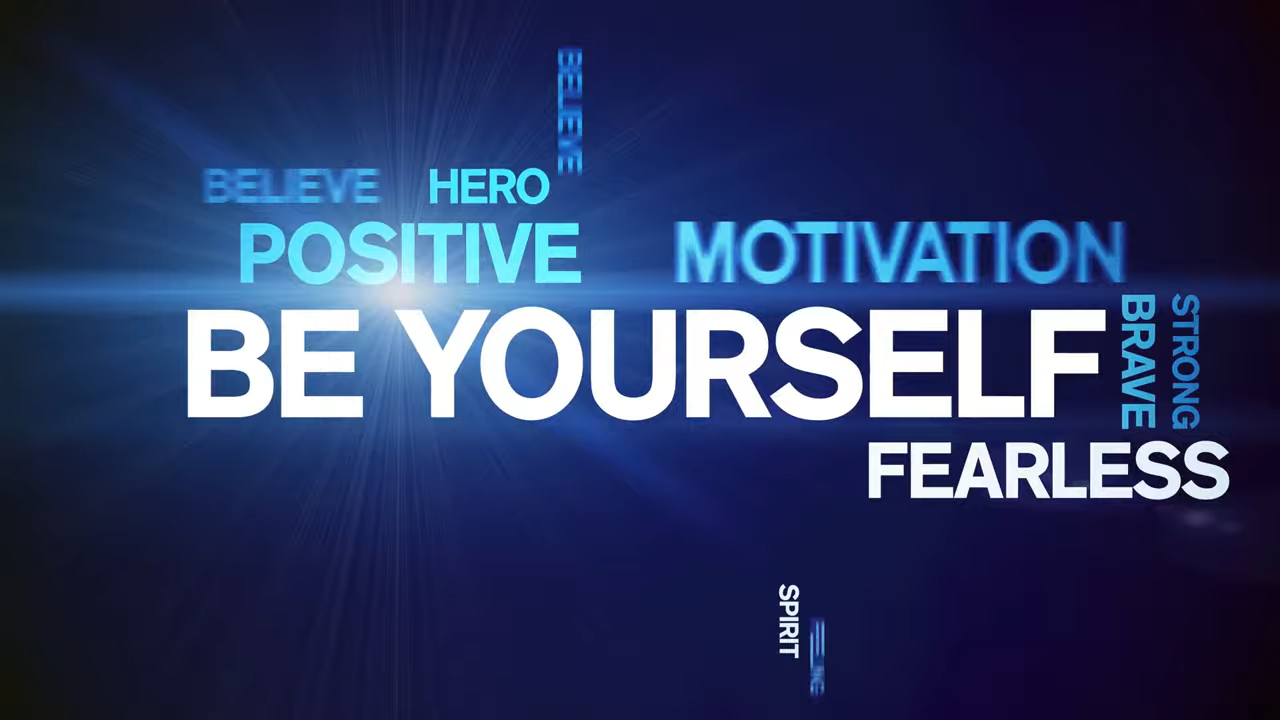 BELIEVE
BELIEVE
HERO
POSITIVE
MOTIVATION
BE YOURSELF
BRAVE
STRONG
FEARLESS
SPIRIT